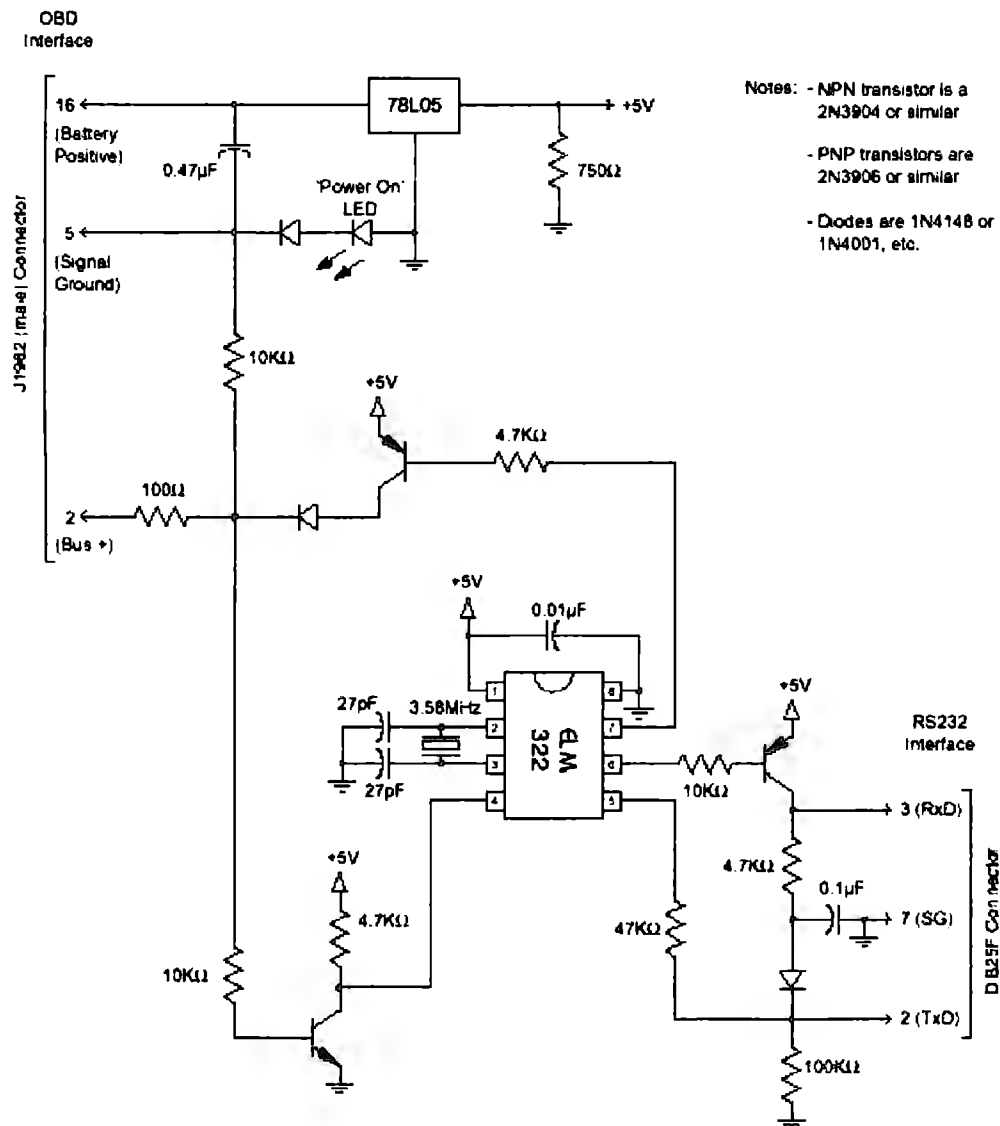 OBD
Interface
16
(Battery
Positive)
0.47µF
78L05
+5V
750Ω
'Power On'
LED
5
(Signal
Ground)
J1962 (male) Connector
Notes: - NPN transistor is a
2N3904 or similar
- PNP transistors are
2N3906 or similar
- Diodes are 1N4148 or
1N4001, etc.
10KΩ
+5V
4.7KΩ
100Ω
2
(Bus +)
+5V
0.01µF
27pF
3.58MHz
27pF
1
2
3
4
8
7
6
5
ELM
322
+5V
RS232
Interface
10KΩ
3 (RxD)
4.7KΩ
0.1µF
7 (SG)
47KΩ
2 (TxD)
100KΩ
DB25F Connector
+5V
4.7KΩ
10KΩ